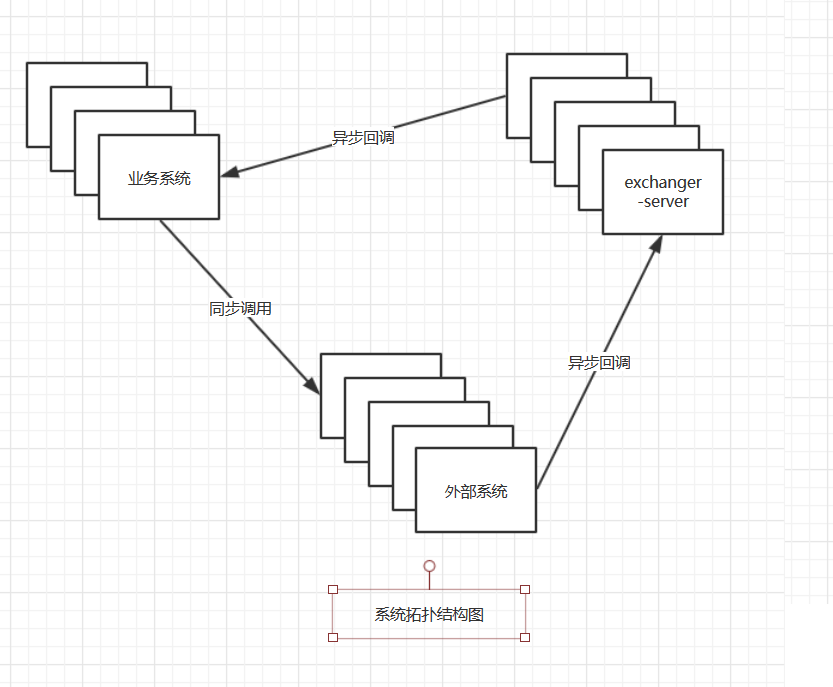 异步回调
业务系统
exchanger
-server
同步调用
异步回调
外部系统
系统拓扑结构图